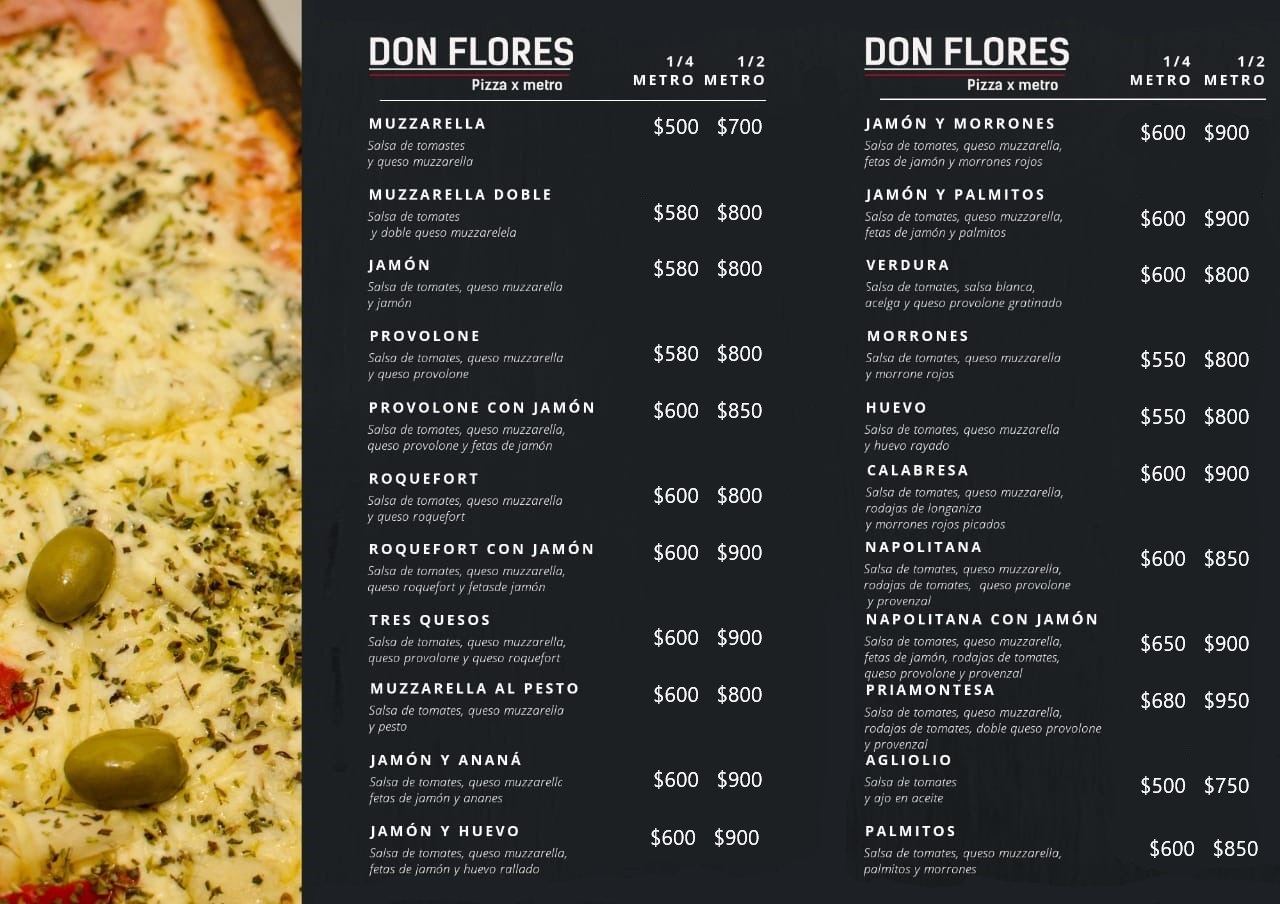 DON FLORES
Pizza x metro
1/4 1/2
METRO METRO
MUZZARELLA $500 $700
Salsa de tomastes
y queso muzzarella
MUZZARELLA DOBLE
Salsa de tomates $580 $800
y doble queso muzzarelela
JAMÓN $580 $800
Salsa de tomates, queso muzzarella
y jamón
PROVOLONE
Salsa de tomates, queso muzzarella $580 $800
y queso provolone
PROVOLONE CON JAMÓN $600 $850
Salsa de tomates, queso muzzarella,
queso provolone y fetas de jamón
ROQUEFORT
Salsa de tomates, queso muzzarella $600 $800
y queso roquefort
ROQUEFORT CON JAMÓN $600 $900
Salsa de tomates, queso muzzarella,
queso roquefort y fetasde jamón
TRES QUESOS
Salsa de tomates, queso muzzarella, $600 $900
queso provolone y queso roquefort
MUZZARELLA AL PESTO $600 $800
Salsa de tomates, queso muzzarella
y pesto
JAMÓN Y ANANÁ
Salsa de tomates, queso muzzarellc $600 $900
fetas de jamón y ananes
JAMÓN Y HUEVO $600 $900
Salsa de tomates, queso muzzarella,
fetas de jamón y huevo rallado
DON FLORES
Pizza x metro
1/4 1/2
METRO METRO
JAMÓN Y MORRONES $600 $900
Salsa de tomates, queso muzzarella,
fetas de jamón y morrones rojos
JAMÓN Y PALMITOS
Salsa de tomates, queso muzzarella, $600 $900
fetas de jamón y palmitos
VERDURA $600 $800
Salsa de tomates, salsa blanca,
acelga y queso provolone gratinado
MORRONES
Salsa de tomates, queso muzzarella $550 $800
y morrone rojos
HUEVO $550 $800
Salsa de tomates, queso muzzarella
y huevo rayado
CALABRESA $600 $900
Salsa de tomates, queso muzzarella,
rodajas de longaniza
y morrones rojos picados
NAPOLITANA $600 $850
Salsa de tomates, queso muzzarella,
rodajas de tomates, queso provolone
y provenzal
NAPOLITANA CON JAMÓN
Salsa de tomates, queso muzzarella, $650 $900
fetas de jamón, rodajas de tomates,
queso provolone y provenzal
PRIAMONTESA $680 $950
Salsa de tomates, queso muzzarella,
rodajas de tomates, doble queso provolone
y provenzal
AGLIOLIO
Salsa de tomates $500 $750
y ajo en aceite
PALMITOS
Salsa de tomates, queso muzzarella, $600 $850
palmitos y morrones